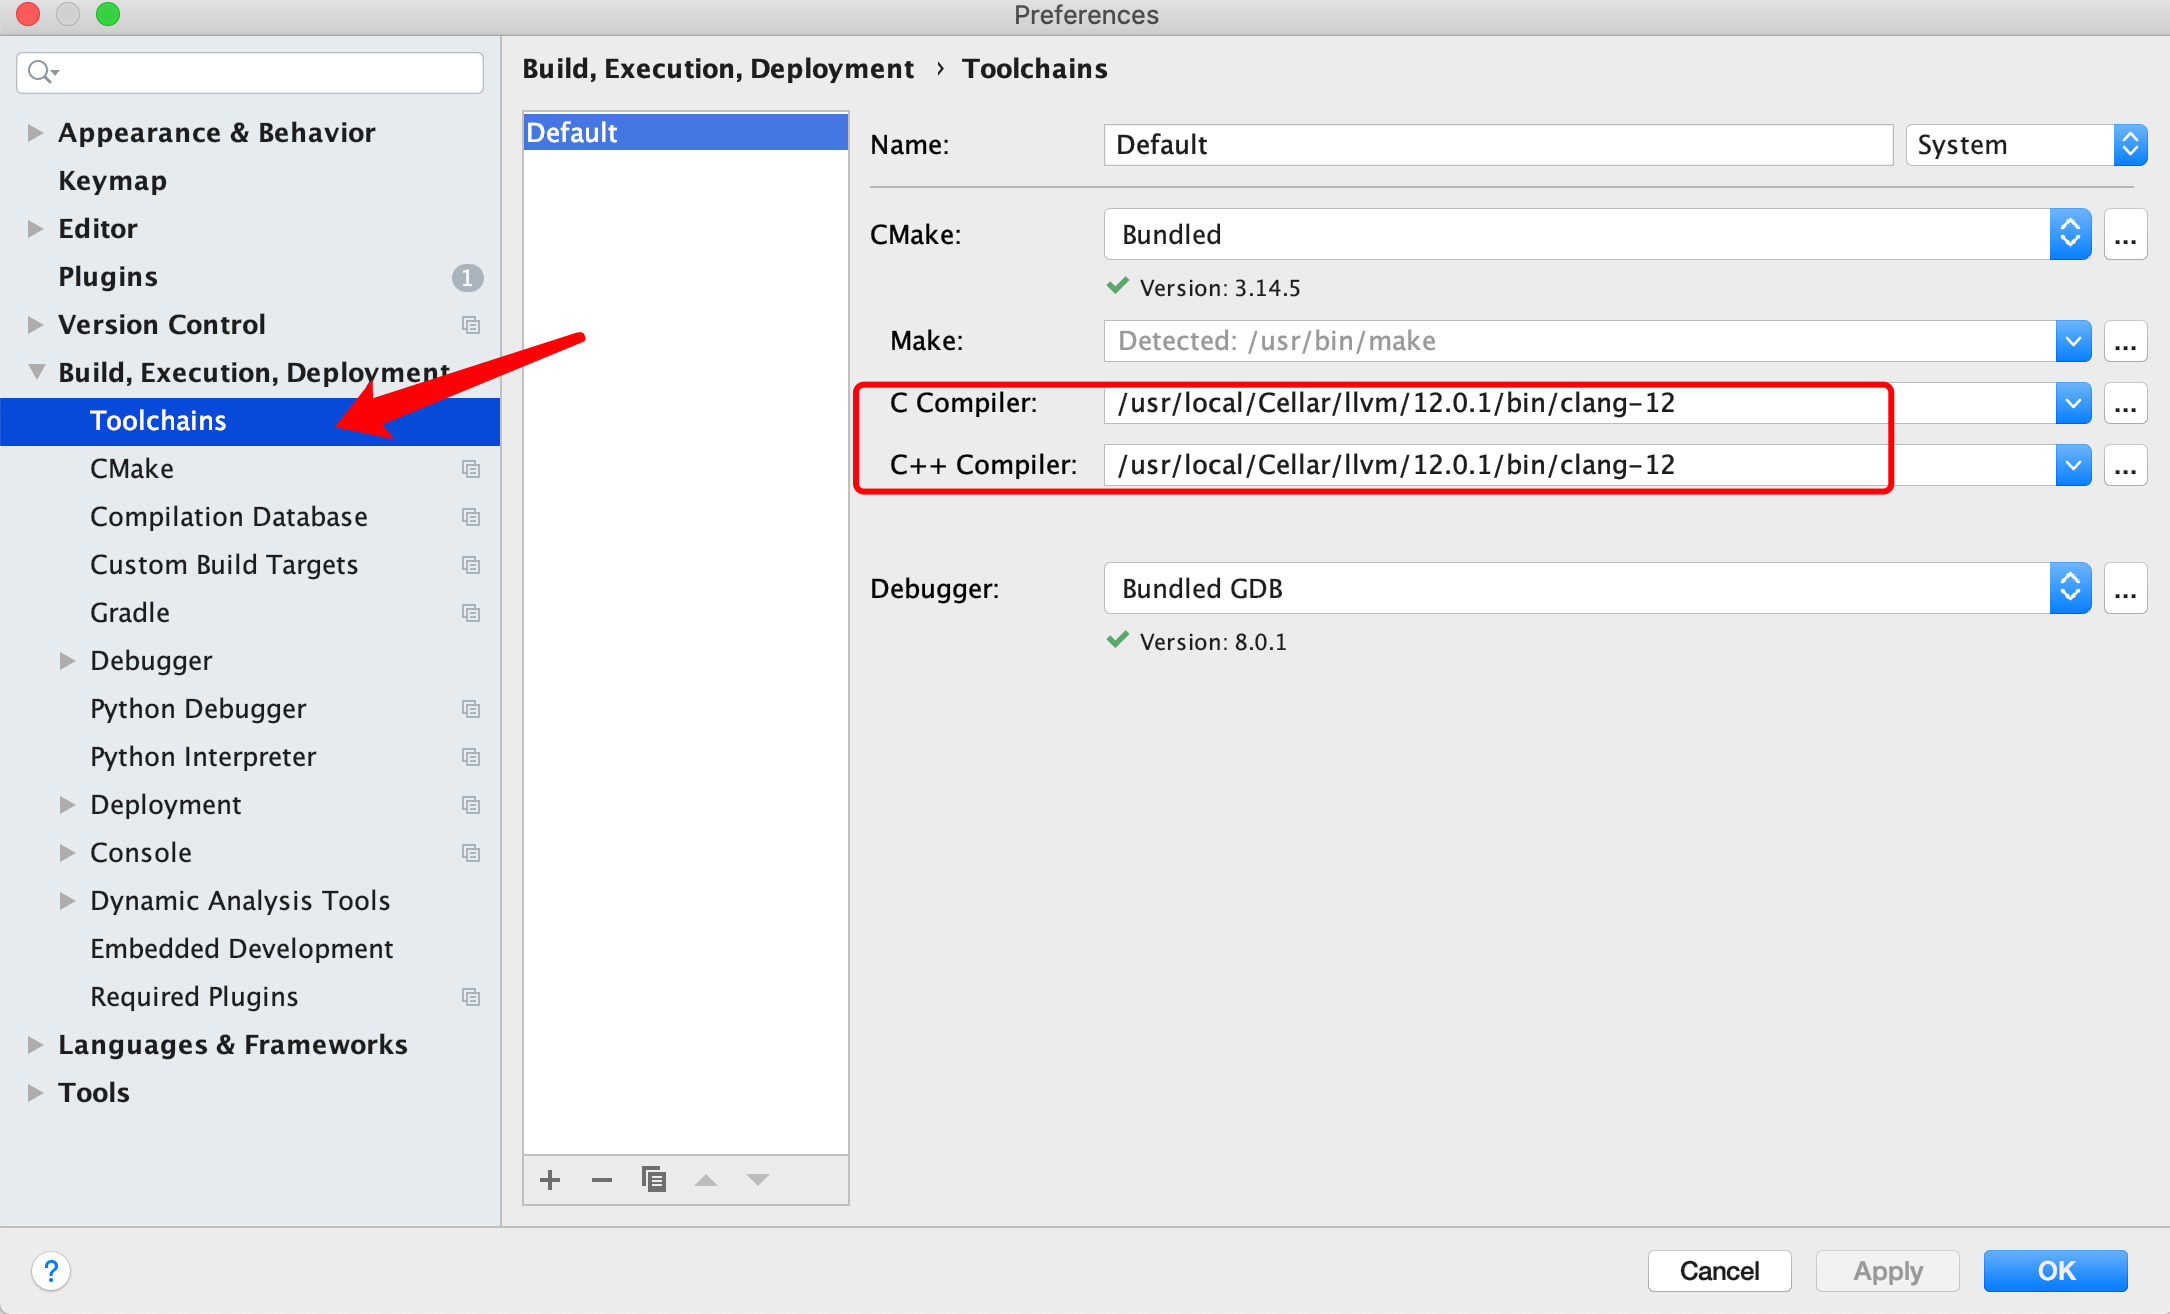 Preferences
Build, Execution, Deployment › Toolchains
Appearance & Behavior
Keymap
Editor
Plugins 1
Version Control
Build, Execution, Deployment
Toolchains
CMake
Compilation Database
Custom Build Targets
Gradle
Debugger
Python Debugger
Python Interpreter
Deployment
Console
Dynamic Analysis Tools
Embedded Development
Required Plugins
Languages & Frameworks
Tools
Default
Name: Default System
CMake: Bundled ...
Version: 3.14.5
Make: Detected: /usr/bin/make ...
C Compiler: /usr/local/Cellar/llvm/12.0.1/bin/clang-12 ...
C++ Compiler: /usr/local/Cellar/llvm/12.0.1/bin/clang-12 ...
Debugger: Bundled GDB ...
Version: 8.0.1
? Cancel Apply OK